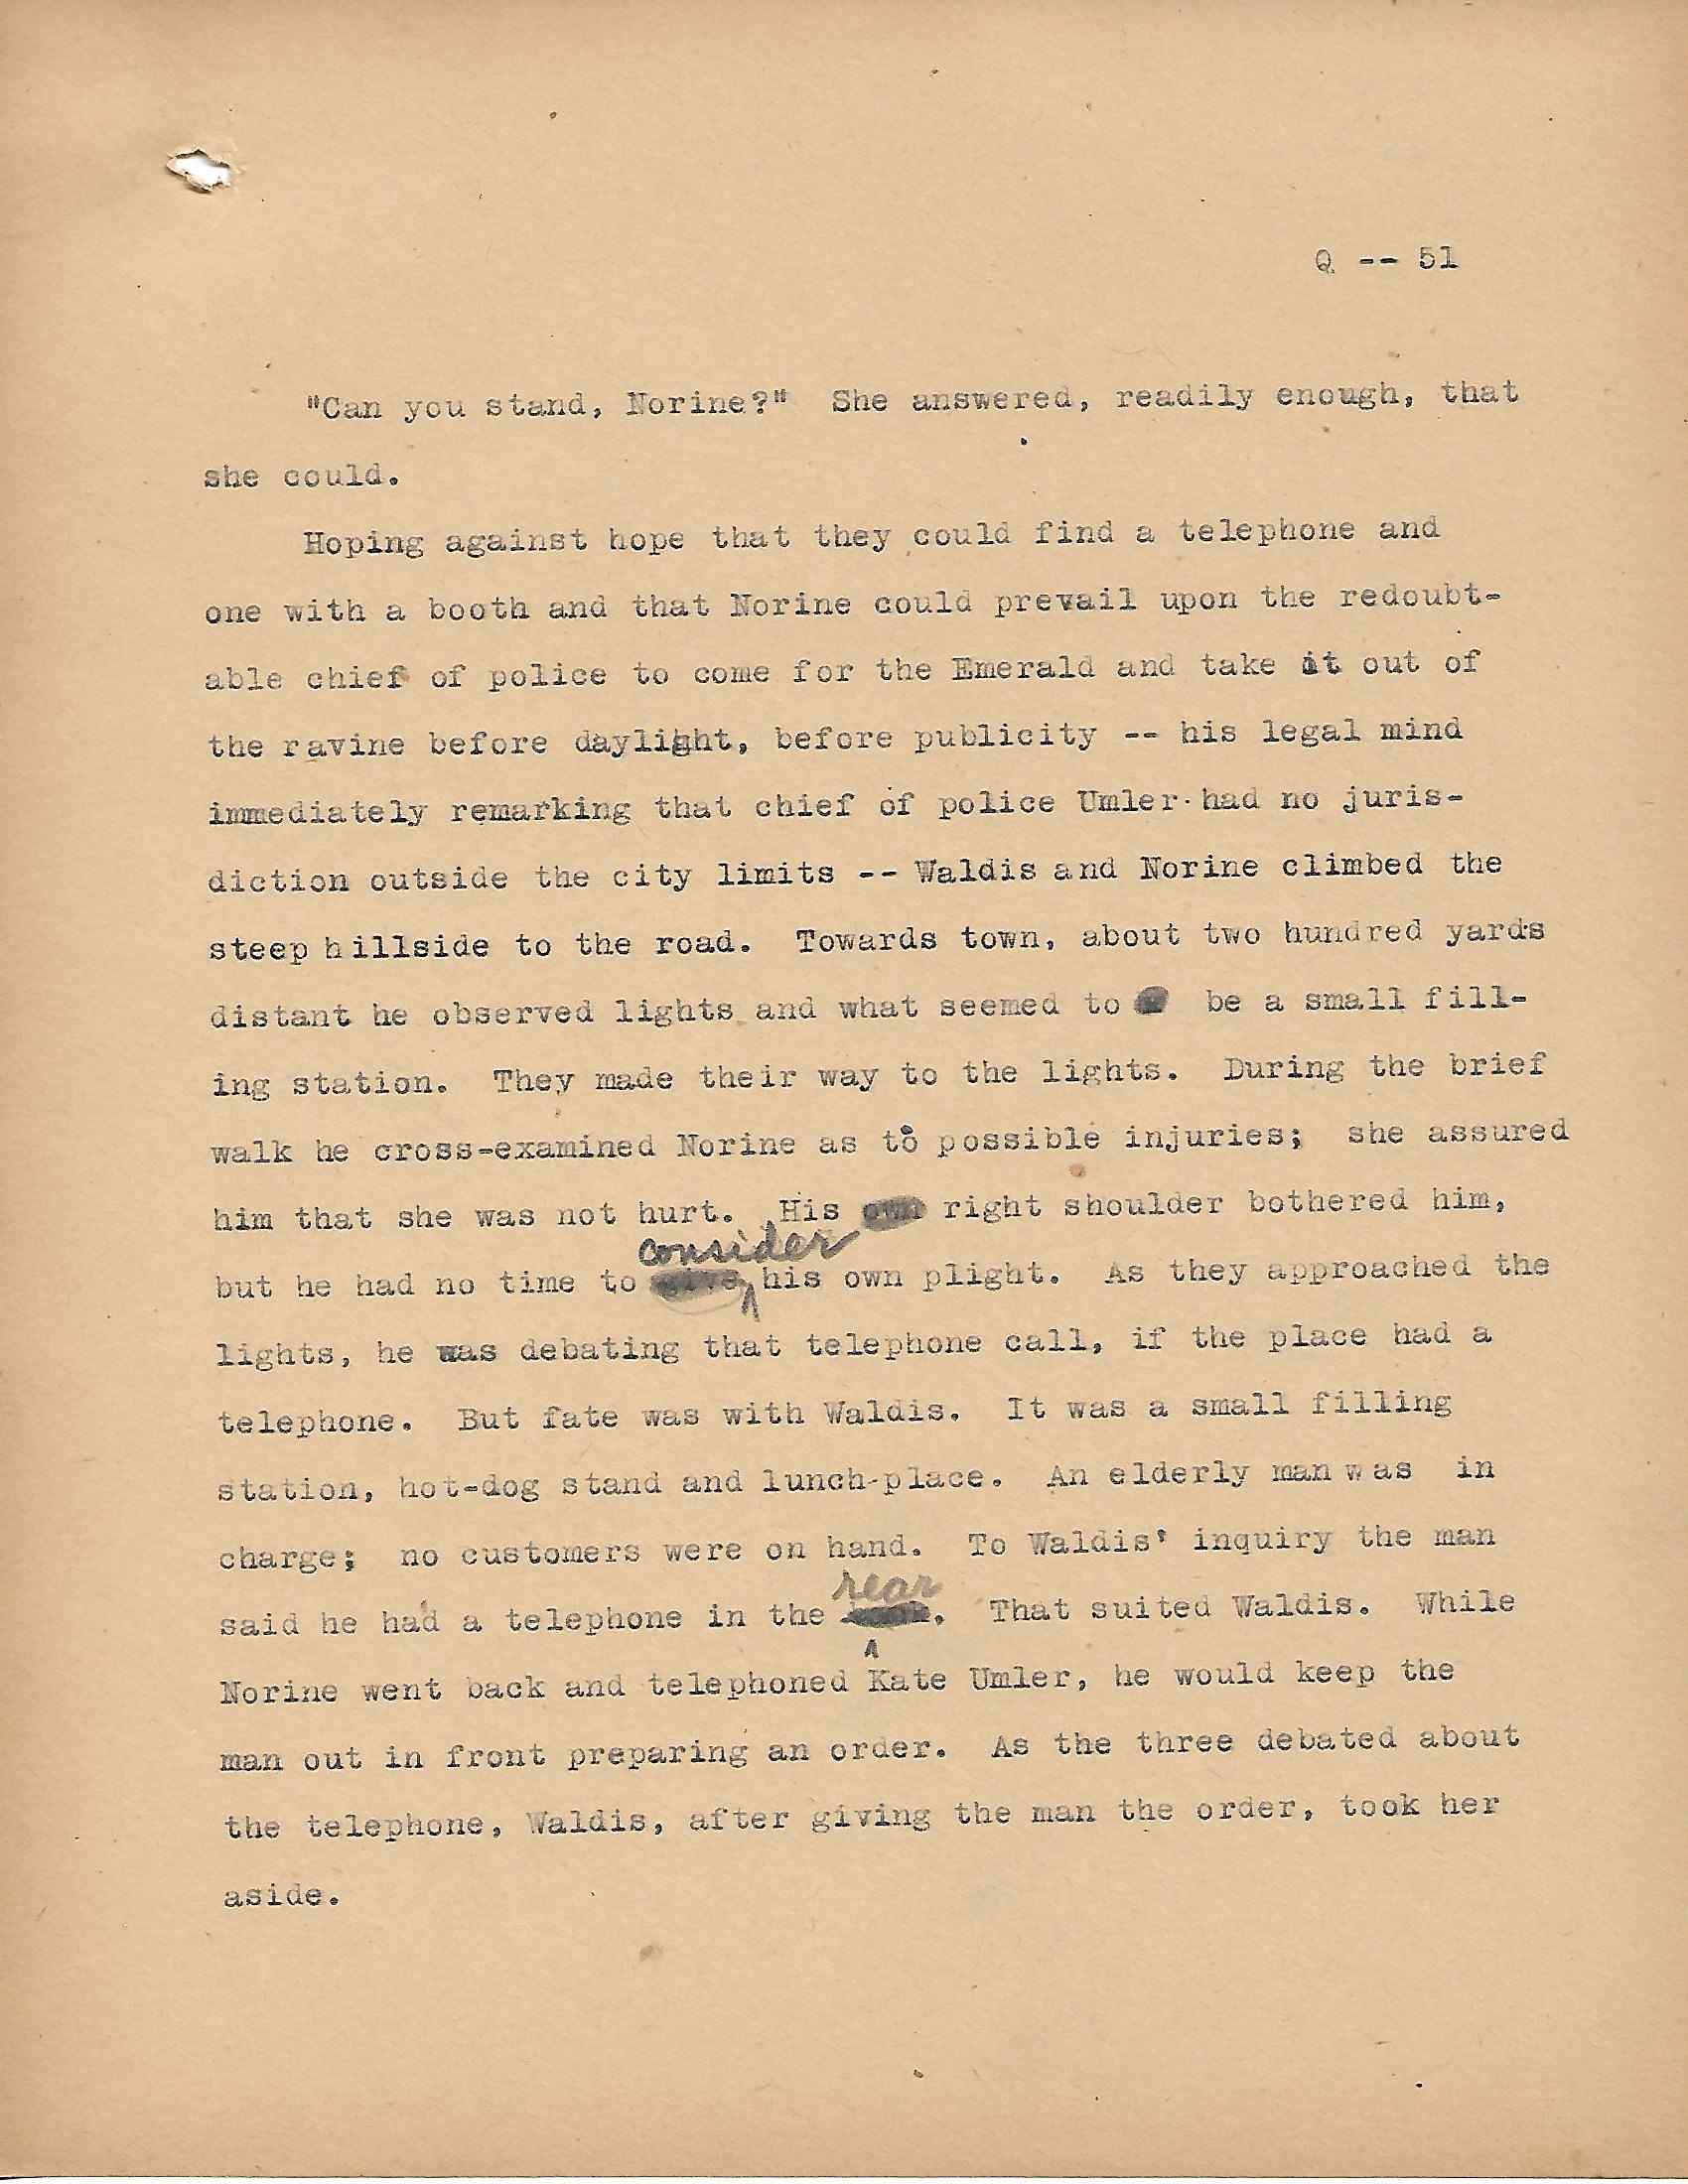 Q -- 51
"Can you stand, Norine?"  She answered, readily enough, that
she could.
Hoping against hope that they could find a telephone and
one with a booth and that Norine could prevail upon the redoubt-
able chief of police to come for the Emerald and take it out of
the ravine before daylight, before publicity -- his legal mind
immediately remarking that chief of police Umler had no juris-
diction outside the city limits -- Waldis and Norine climbed the
steep hillside to the road.  Towards town, about two hundred yards
distant he observed lights and what seemed to be a small fill-
ing station.  They made their way to the lights.  During the brief
walk he cross-examined Norine as to possible injuries;  she assured
him that she was not hurt.  His own right shoulder bothered him,
consider
but he had no time to give his own plight.  As they approached the
lights, he was debating that telephone call, if the place had a
telephone.  But fate was with Waldis.  It was a small filling
station, hot-dog stand and lunch-place.  An elderly man was in
charge;  no customers were on hand.  To Waldis' inquiry the man
rear
said he had a telephone in the .  That suited Waldis.  While
Norine went back and telephoned Kate Umler, he would keep the
man out in front preparing an order.  As the three debated about
the telephone, Waldis, after giving the man the order, took her
aside.